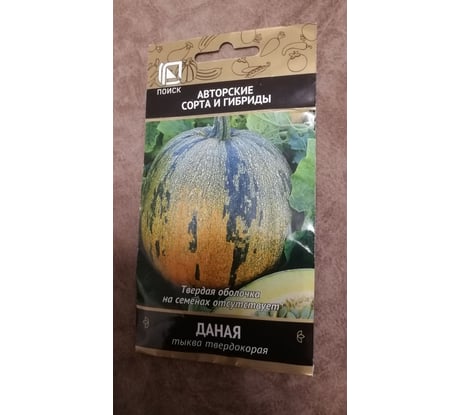 ПОИСК
АВТОРСКИЕ
СОРТА И ГИБРИДЫ
Твердая оболочка
на семенах отсутствует
ДАНАЯ
тыква твердокорая